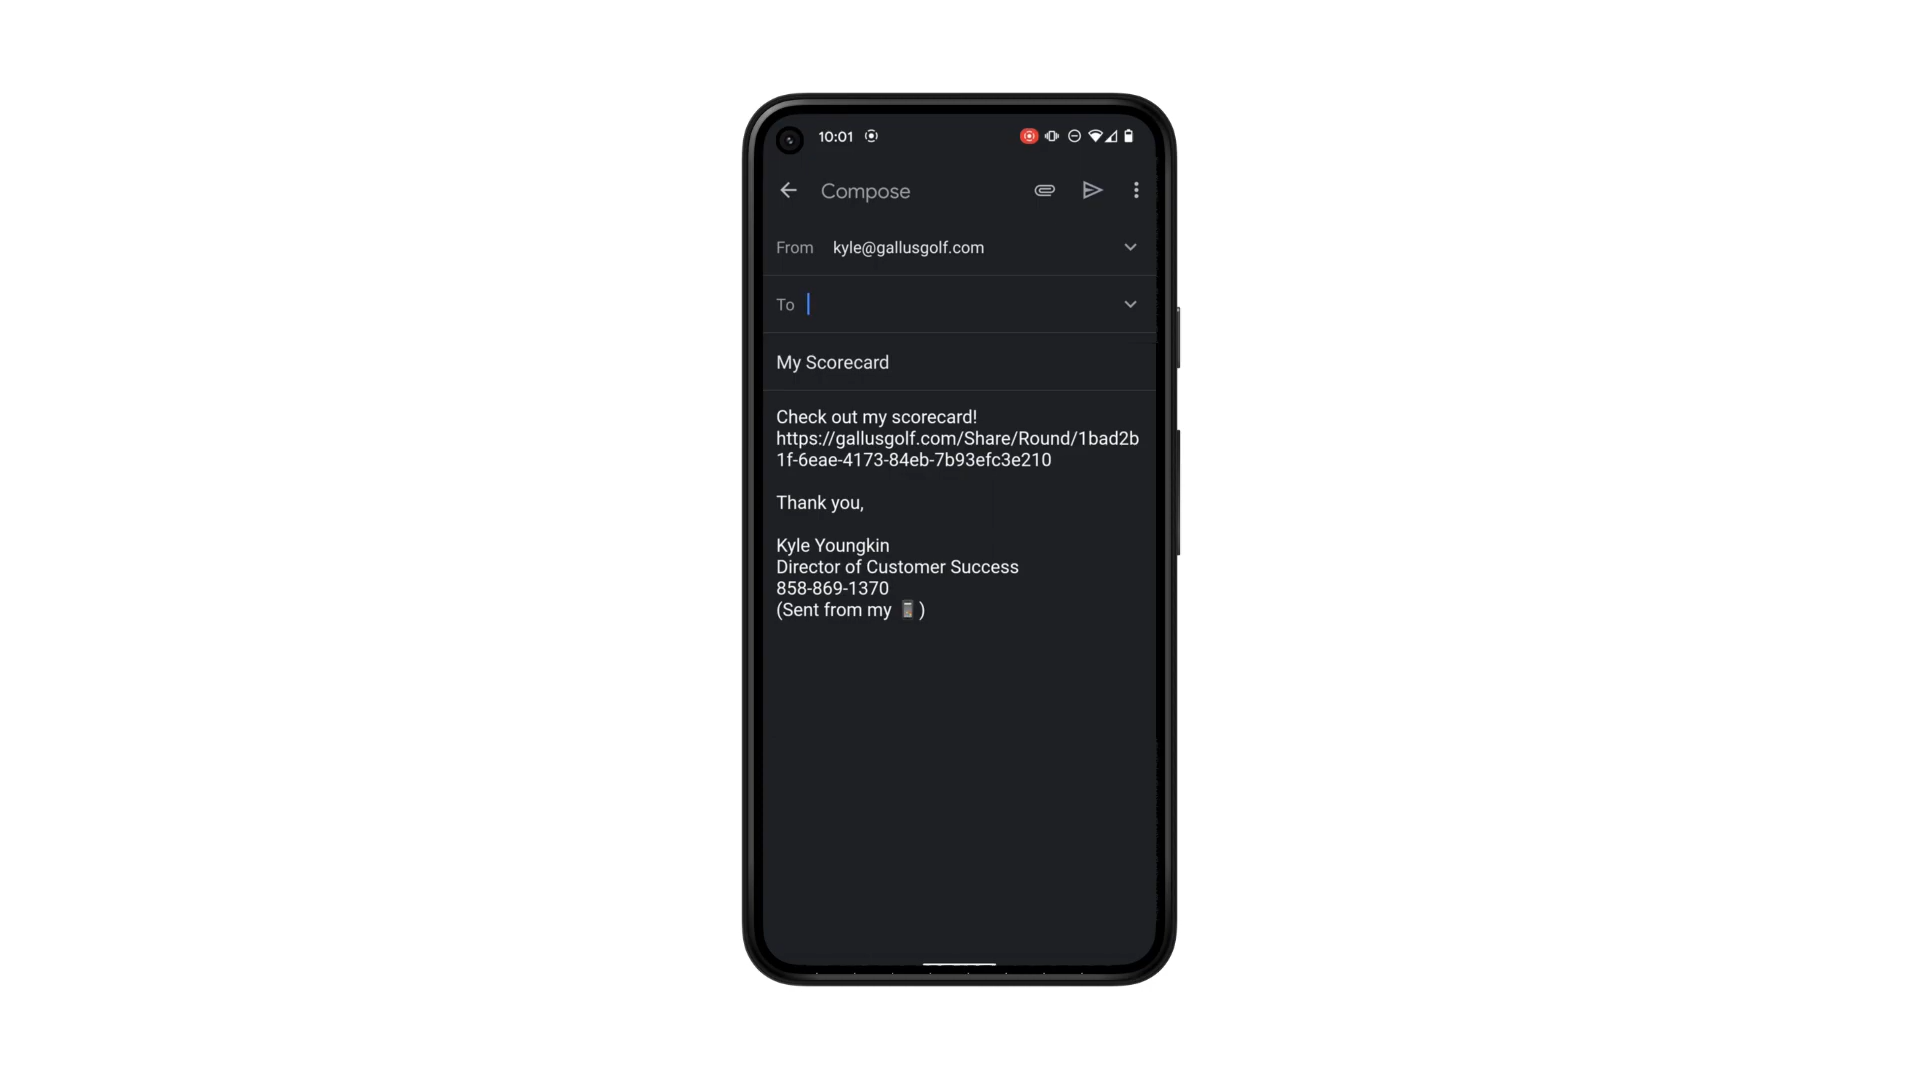 10:01
Compose
From kyle@gallusgolf.com
To
My Scorecard
Check out my scorecard!
https://gallusgolf.com/Share/Round/1bad2b
1f-6eae-4173-84eb-7b93efc3e210
Thank you,
Kyle Youngkin
Director of Customer Success
858-869-1370
(Sent from my 📱)